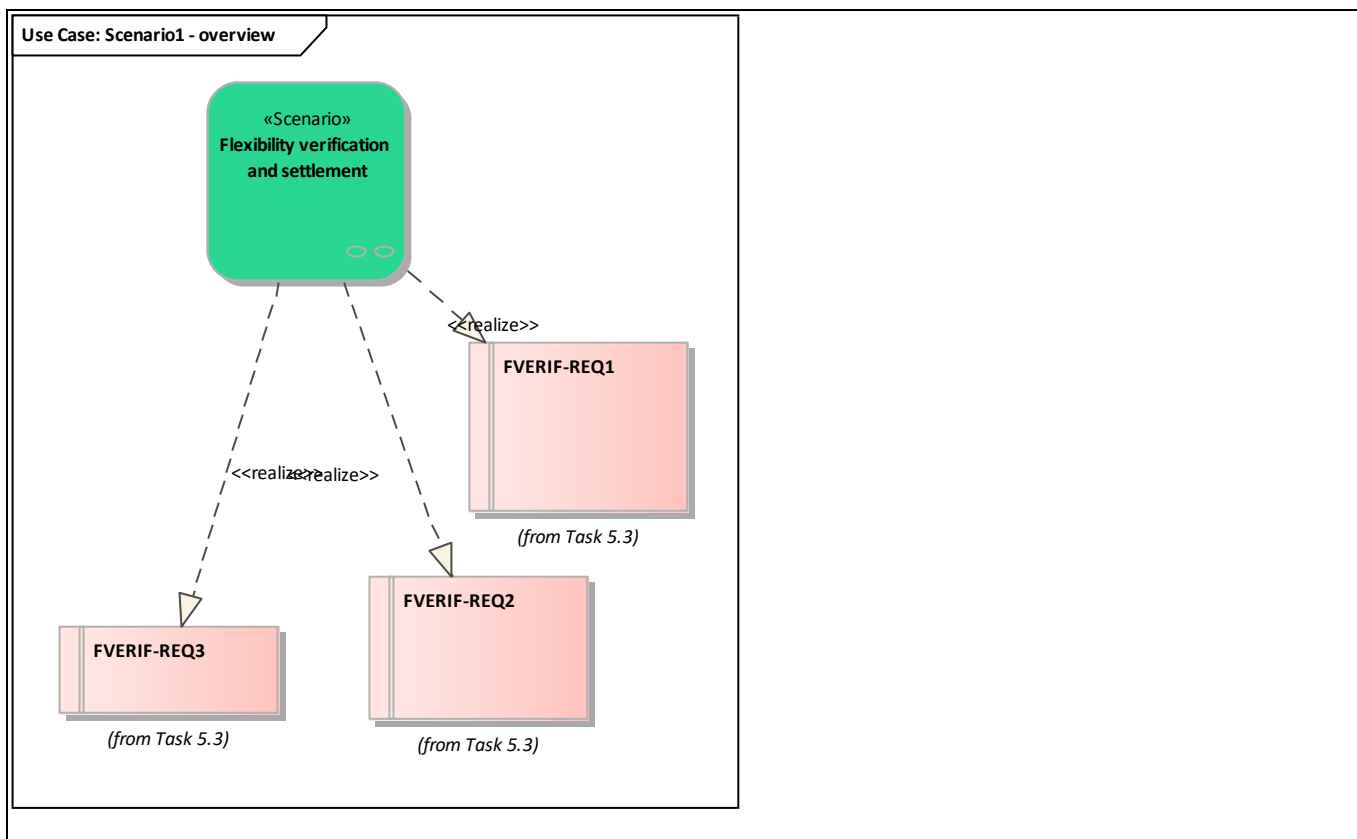 Use Case: Scenario1 - overview
«Scenario»
Flexibility verification
and settlement
<<realize>>
FVERIF-REQ1
(from Task 5.3)
<<realize>>
<<realize>>
FVERIF-REQ2
(from Task 5.3)
FVERIF-REQ3
(from Task 5.3)